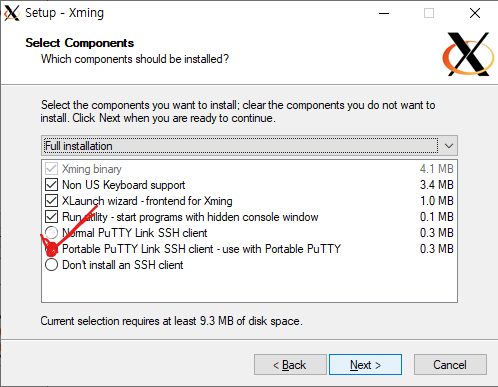 Setup - Xming
Select Components
Which components should be installed?
Select the components you want to install; clear the components you do not want to
install. Click Next when you are ready to continue.
Full installation
Xming binary 4.1 MB
Non US Keyboard support 3.4 MB
XLaunch wizard - frontend for Xming 1.0 MB
Run utility - start programs with hidden console window 0.1 MB
Normal PuTTY Link SSH client 0.3 MB
Portable PuTTY Link SSH client - use with Portable PuTTY 0.3 MB
Don't install an SSH client
Current selection requires at least 9.3 MB of disk space.
< Back
Next >
Cancel